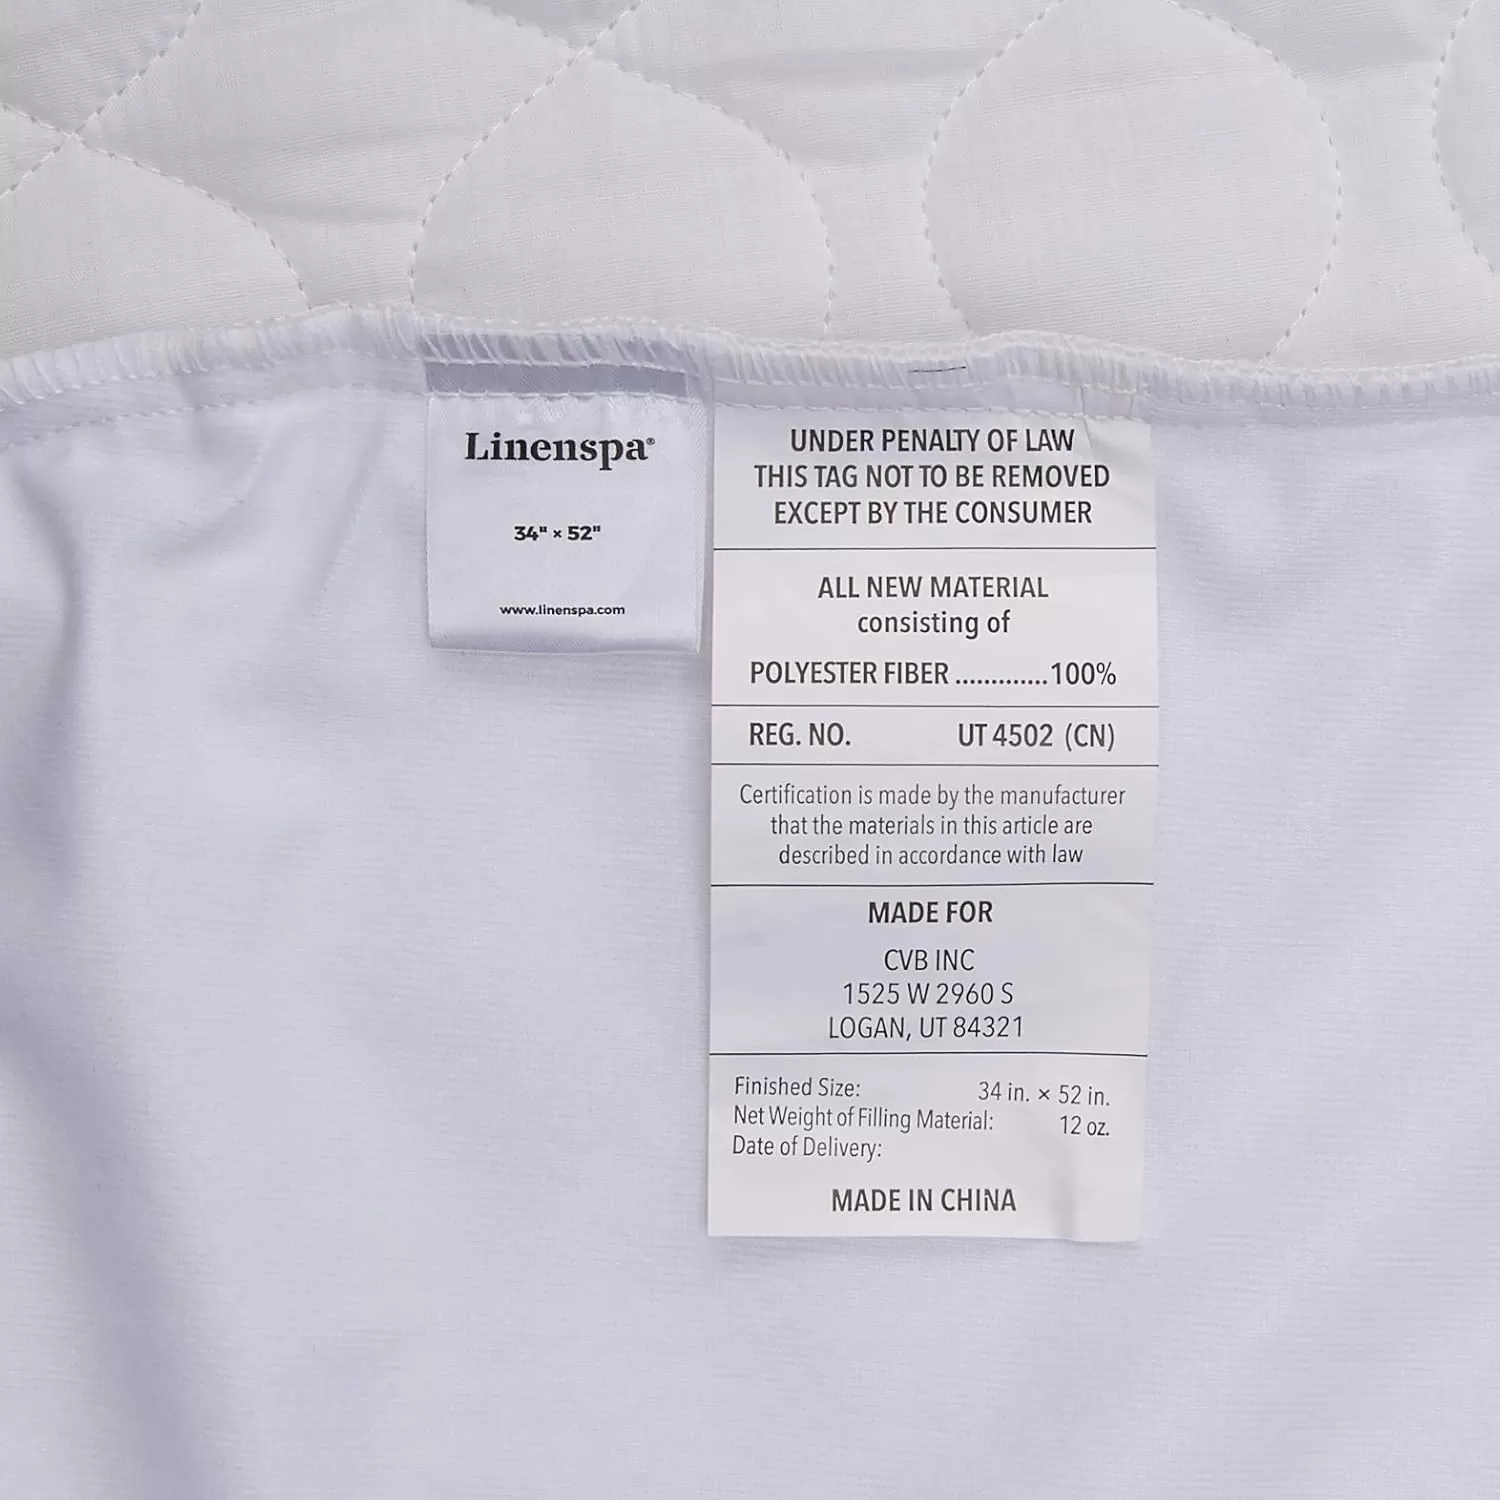 Linenspa®
34" × 52"
www.linenspa.com
UNDER PENALTY OF LAW
THIS TAG NOT TO BE REMOVED
EXCEPT BY THE CONSUMER
ALL NEW MATERIAL
consisting of
POLYESTER FIBER .............100%
REG. NO. UT 4502 (CN)
Certification is made by the manufacturer
that the materials in this article are
described in accordance with law
MADE FOR
CVB INC
1525 W 2960 S
LOGAN, UT 84321
Finished Size: 34 in. × 52 in.
Net Weight of Filling Material: 12 oz.
Date of Delivery:
MADE IN CHINA